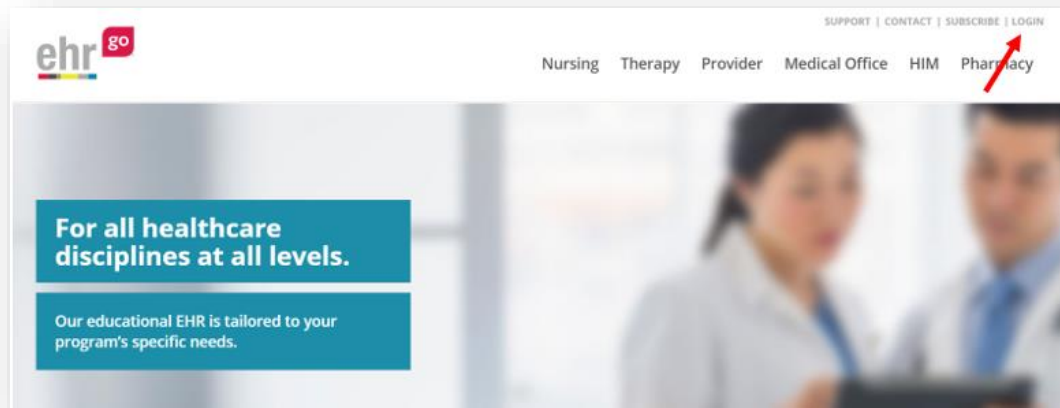 SUPPORT | CONTACT | SUBSCRIBE | LOGIN
ehr go
Nursing Therapy Provider Medical Office HIM Pharmacy
For all healthcare
disciplines at all levels.
Our educational EHR is tailored to your
program's specific needs.